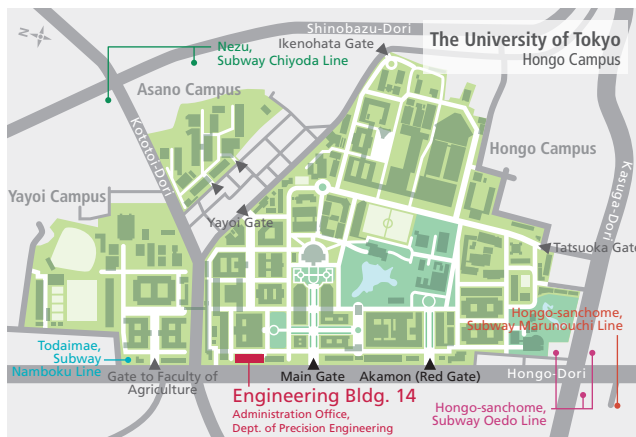 The University of Tokyo
Hongo Campus
Shinobazu-Dori
Ikenohata Gate
Nezu,
Subway Chiyoda Line
Asano Campus
Kototoi-Dori
Hongo Campus
Kasuga-Dori
Yayoi Campus
Yayoi Gate
Tatsuoka Gate
Hongo-sanchome,
Subway Marunouchi Line
Todaimae,
Subway
Namboku Line
Gate to Faculty of
Agriculture
Main Gate
Akamon (Red Gate)
Hongo-Dori
Engineering Bldg. 14
Administration Office,
Dept. of Precision Engineering
Hongo-sanchome,
Subway Oedo Line
N